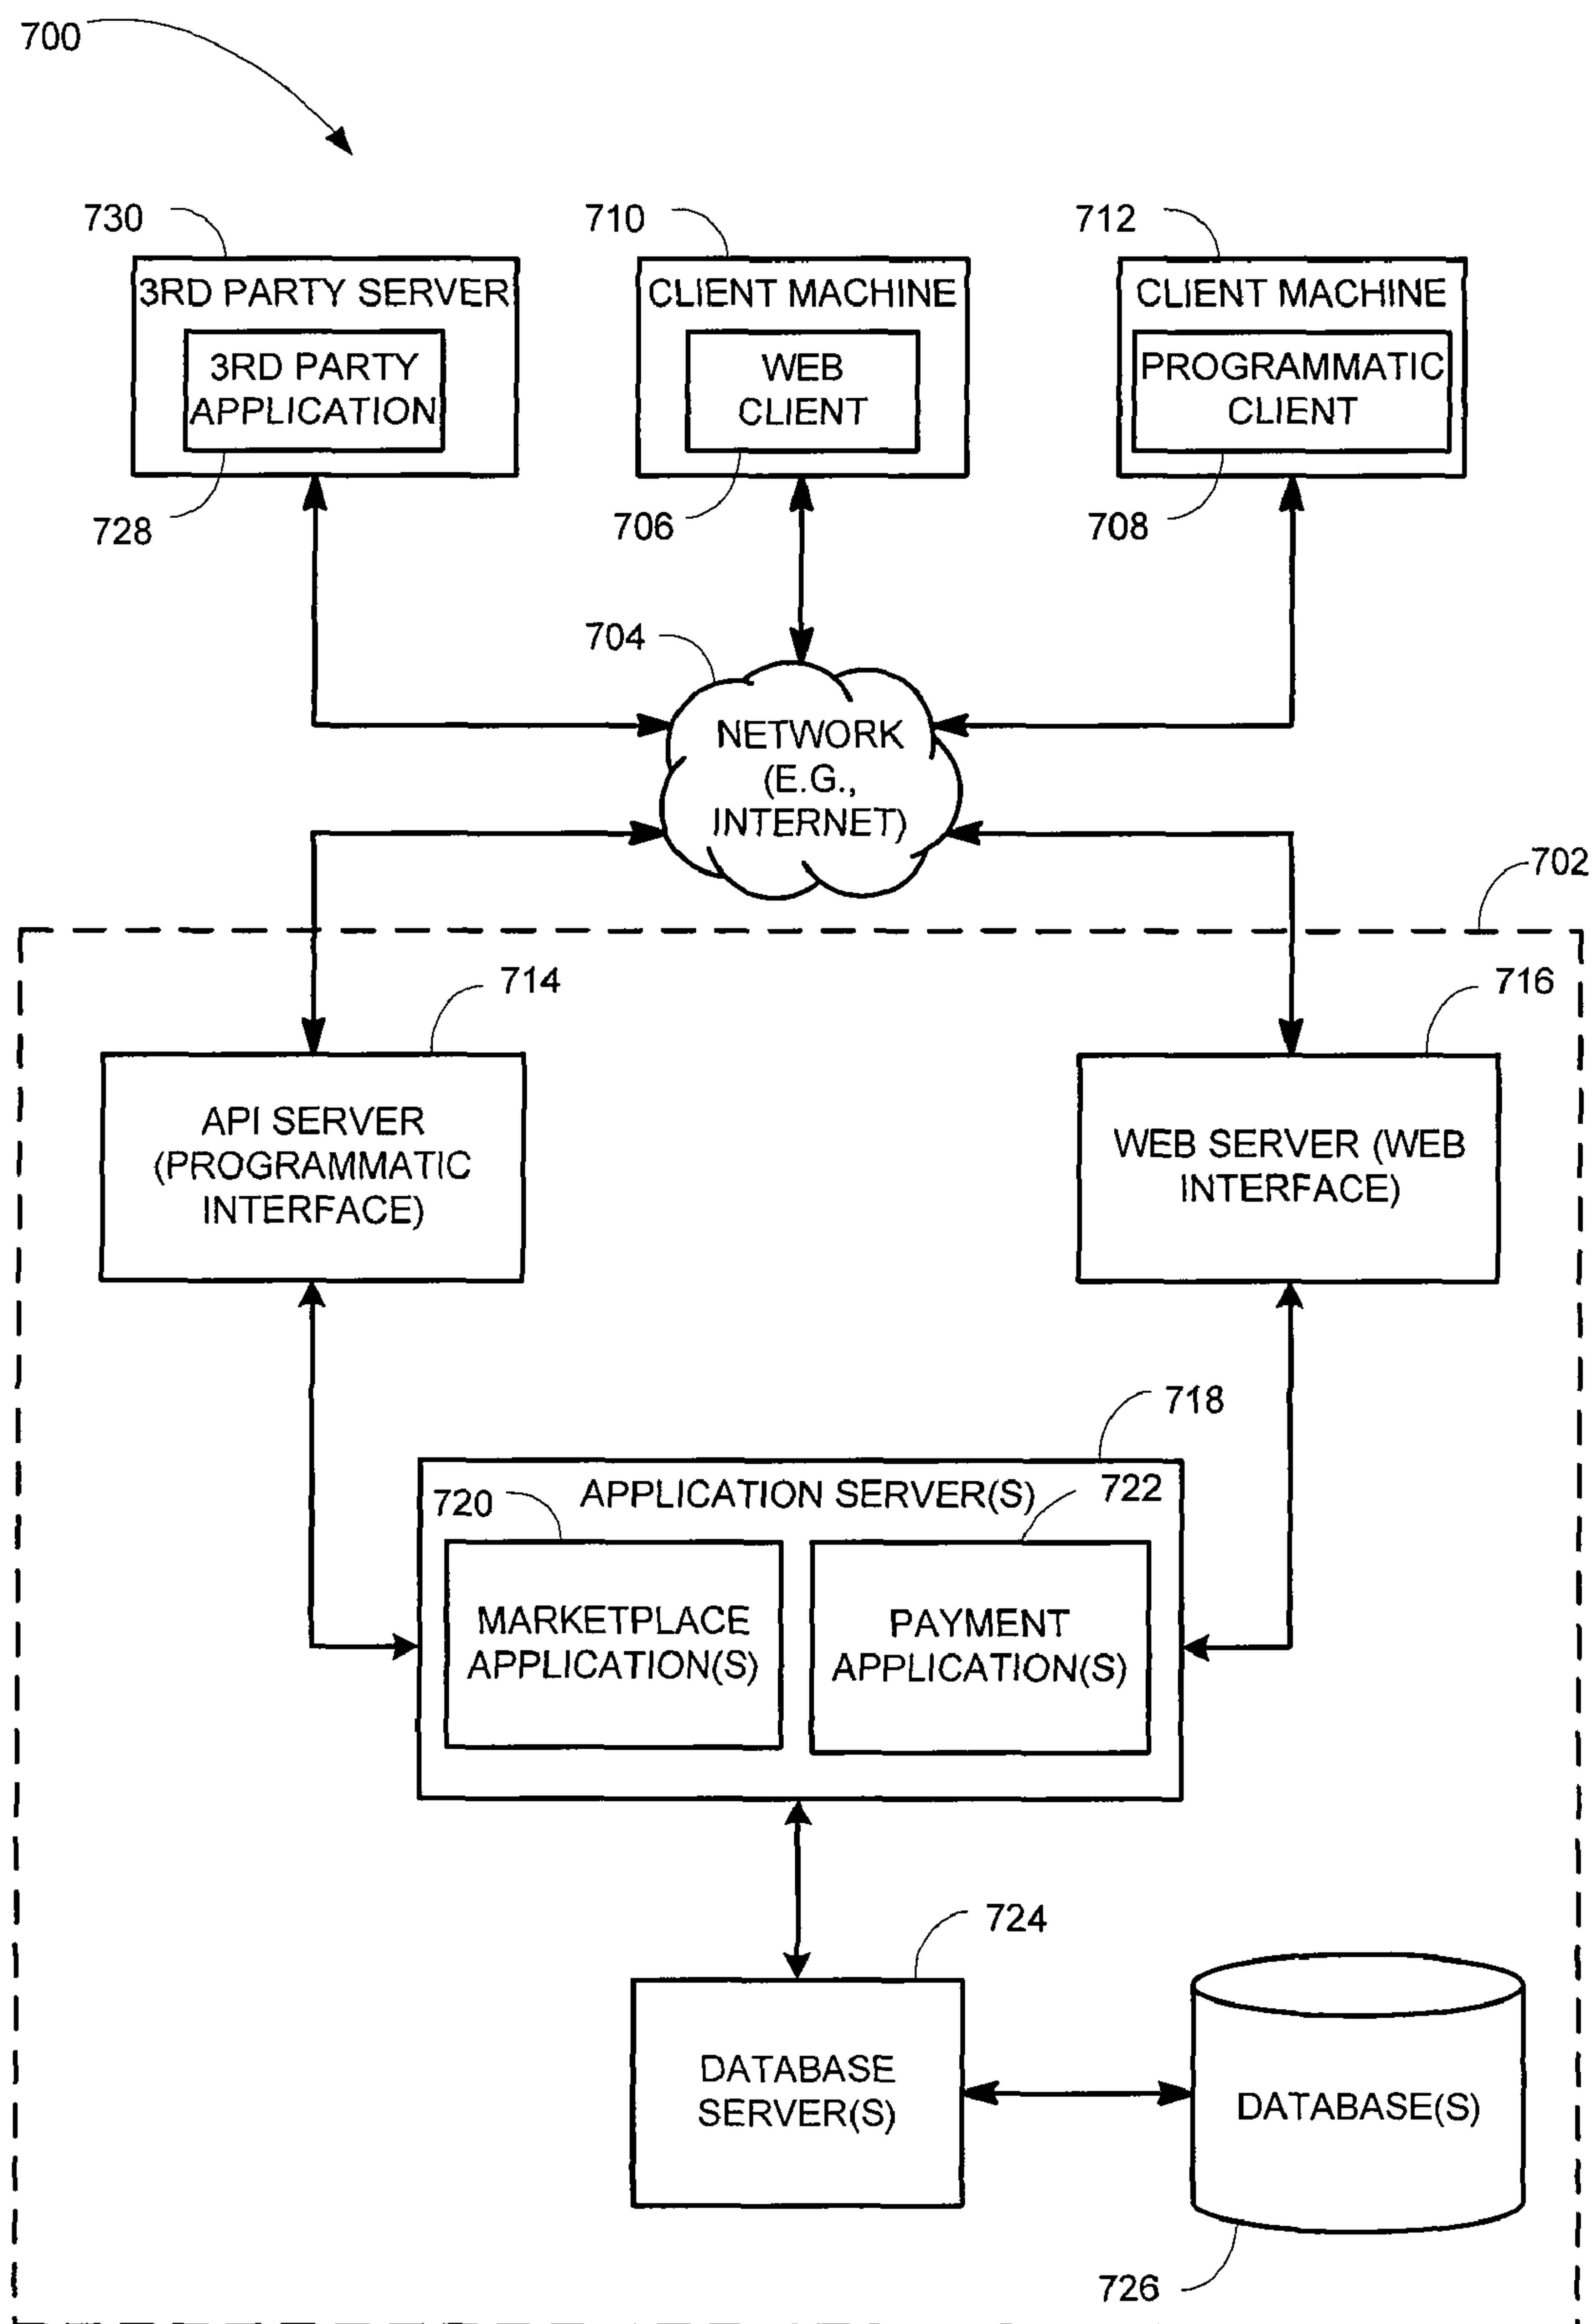 700
730
710
712
3RD PARTY SERVER
3RD PARTY
APPLICATION
CLIENT MACHINE
WEB
CLIENT
CLIENT MACHINE
PROGRAMMATIC
CLIENT
728
706
708
704
NETWORK
(E.G.,
INTERNET)
702
714
716
API SERVER
(PROGRAMMATIC
INTERFACE)
WEB SERVER (WEB
INTERFACE)
718
APPLICATION SERVER(S)
720
722
MARKETPLACE
APPLICATION(S)
PAYMENT
APPLICATION(S)
724
DATABASE
SERVER(S)
DATABASE(S)
726